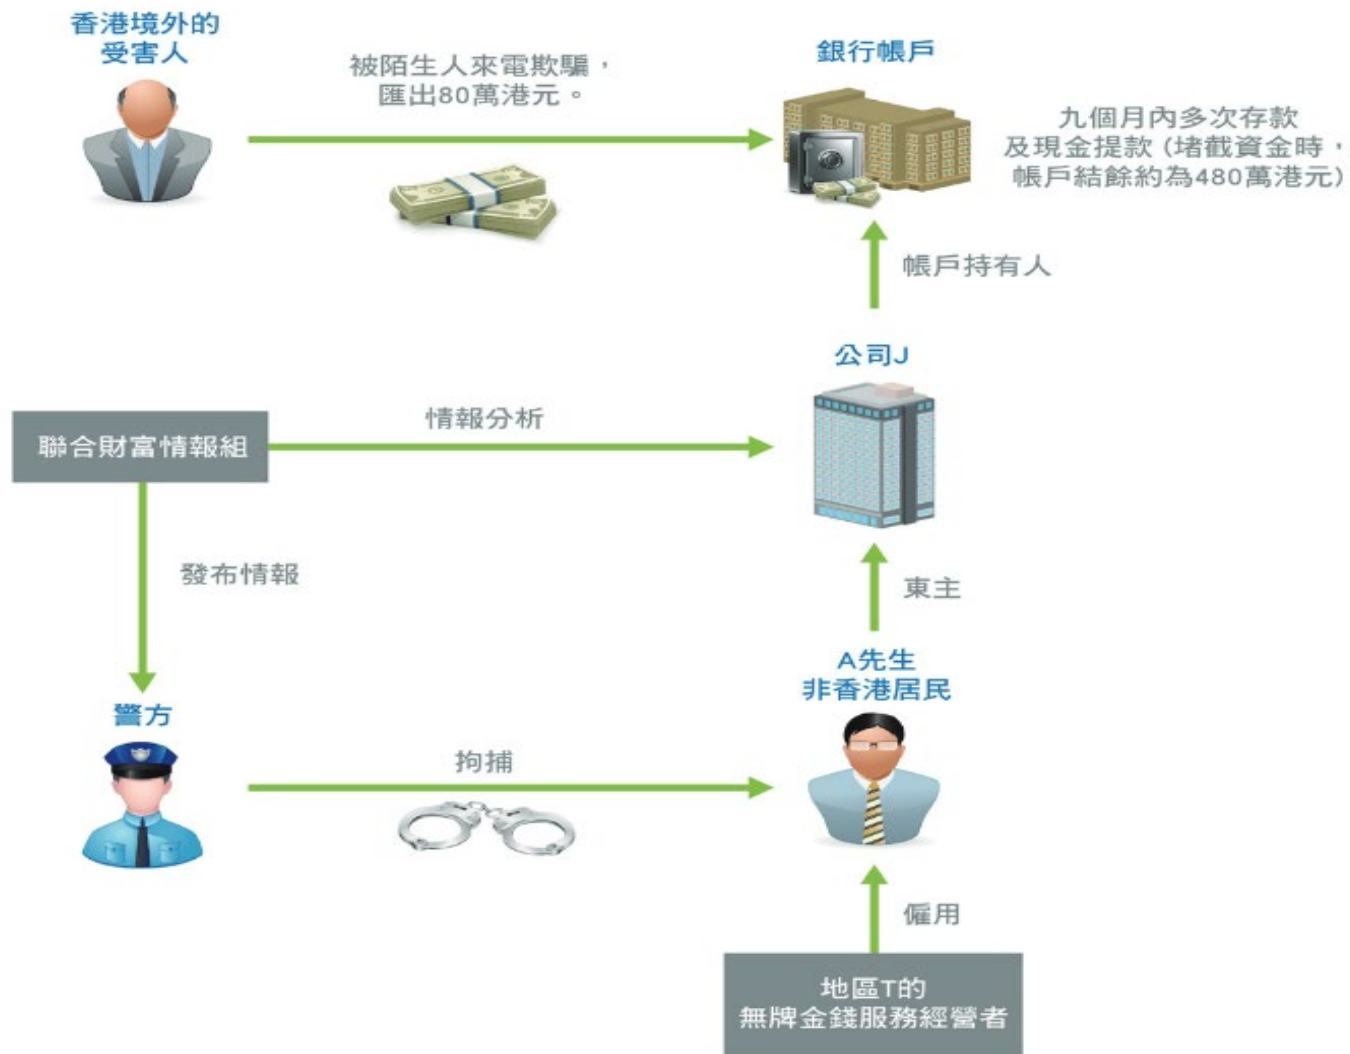 香港境外的
受害人
被陌生人來電欺騙，
匯出80萬港元。
銀行帳戶
九個月內多次存款
及現金提款 (堵截資金時，
帳戶結餘約為480萬港元)
帳戶持有人
公司J
聯合財富情報組
情報分析
發布情報
東主
A先生
非香港居民
警方
拘捕
僱用
地區T的
無牌金錢服務經營者